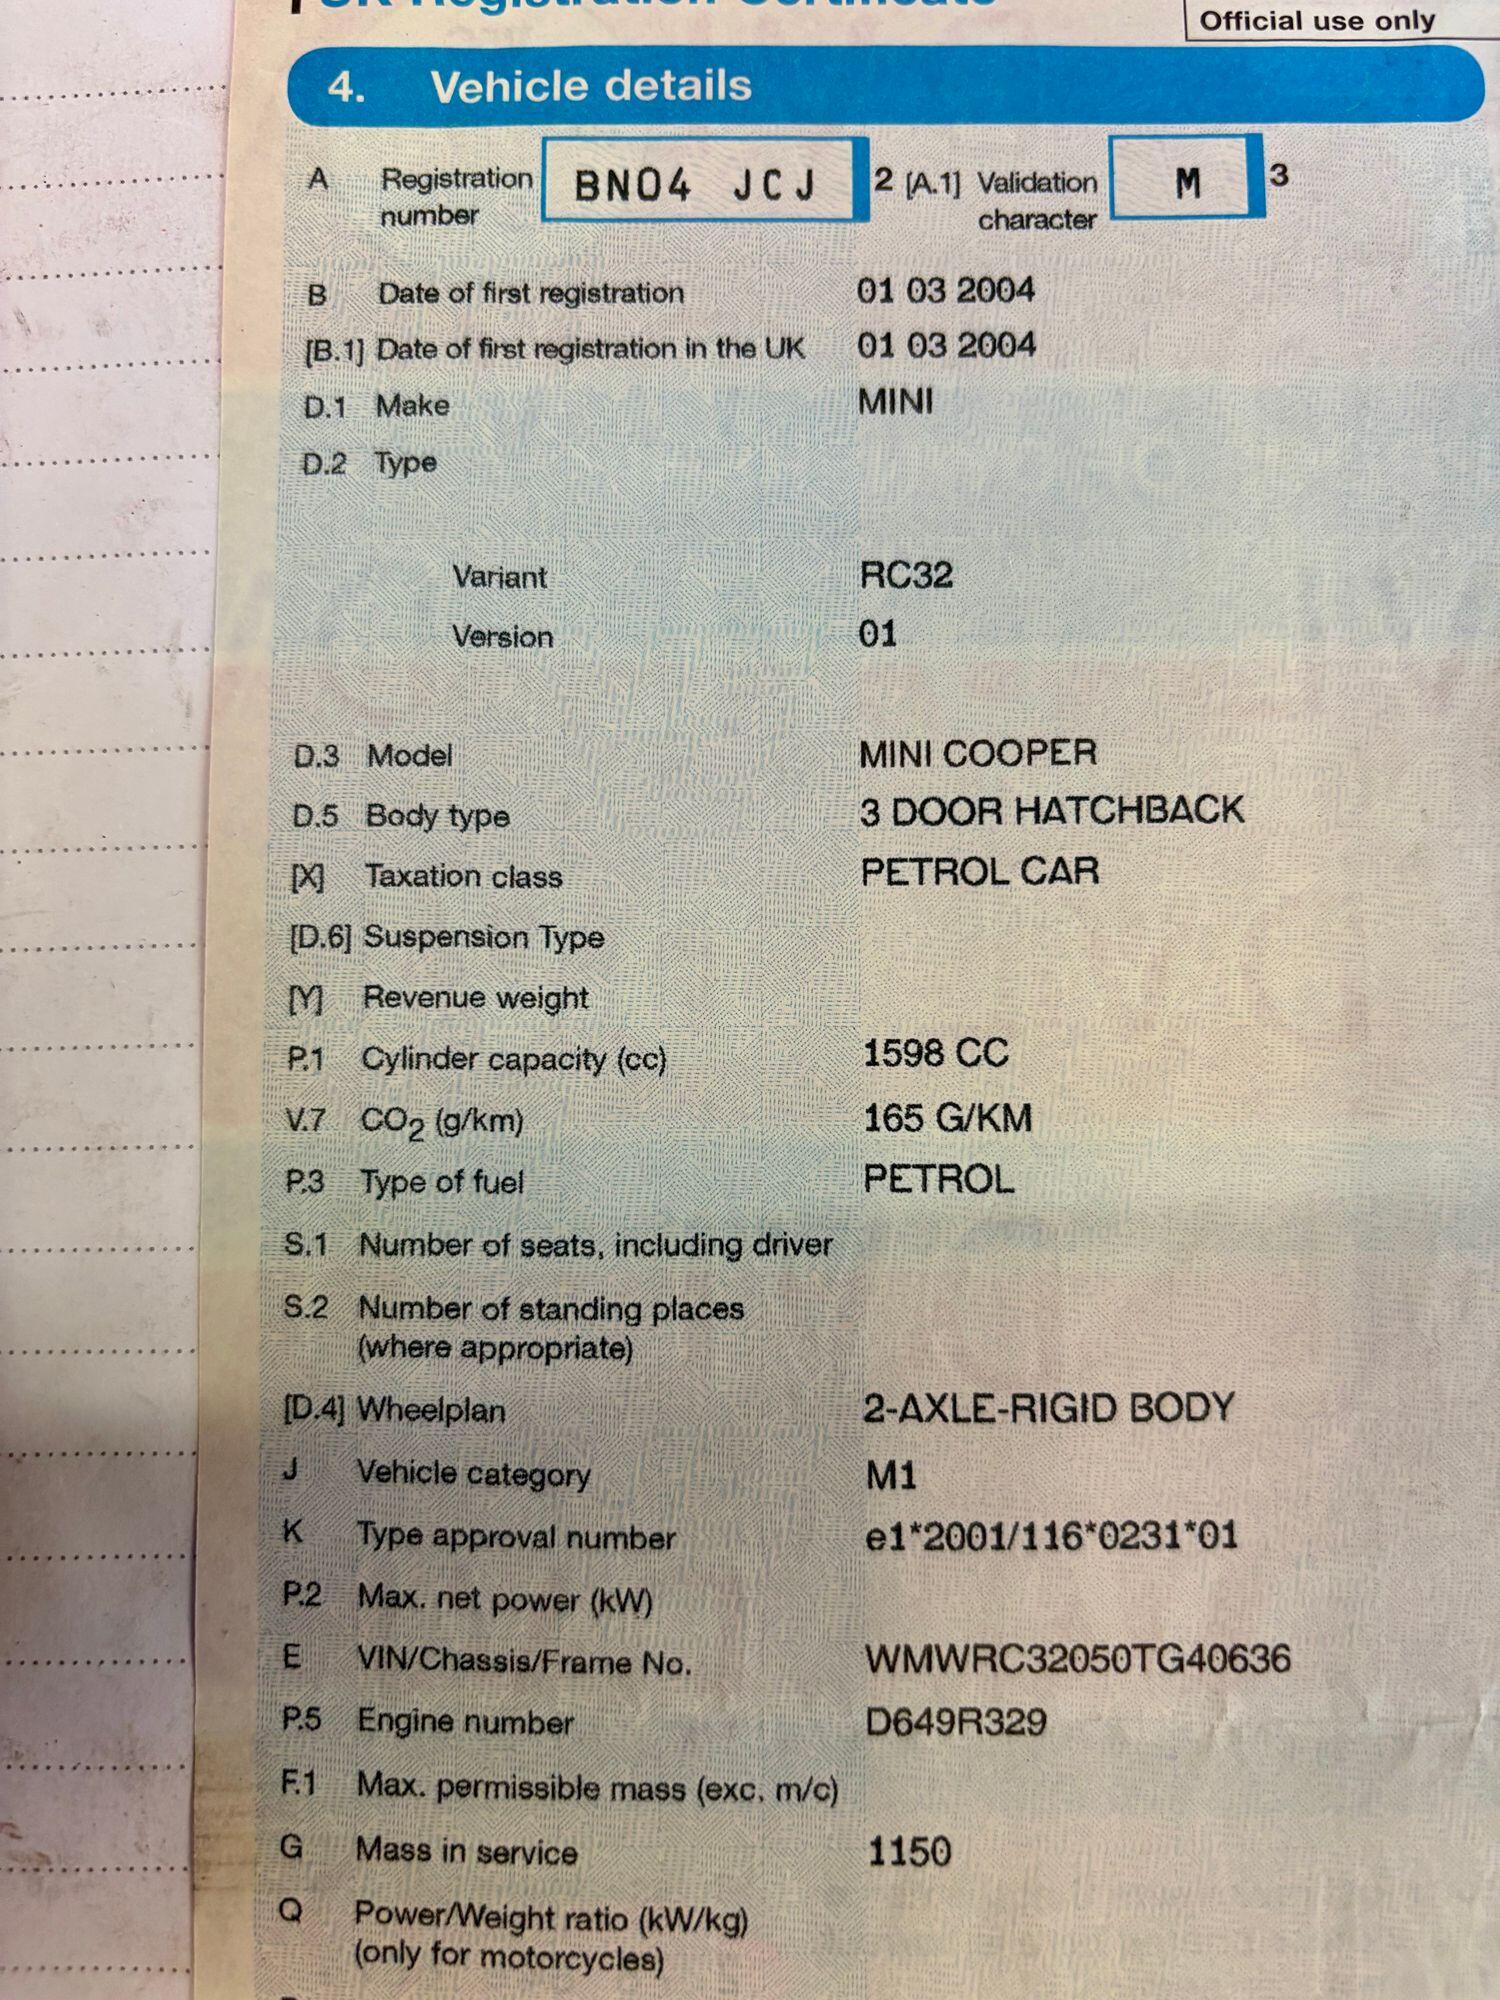 UK Registration Certificate
Official use only
4. Vehicle details
A Registration number BN04 JCJ 2 [A.1] Validation character M 3
B Date of first registration 01 03 2004
[B.1] Date of first registration in the UK 01 03 2004
D.1 Make MINI
D.2 Type
Variant RC32
Version 01
D.3 Model MINI COOPER
D.5 Body type 3 DOOR HATCHBACK
[X] Taxation class PETROL CAR
[D.6] Suspension Type
[Y] Revenue weight
P.1 Cylinder capacity (cc) 1598 CC
V.7 CO2 (g/km) 165 G/KM
P.3 Type of fuel PETROL
S.1 Number of seats, including driver
S.2 Number of standing places
(where appropriate)
[D.4] Wheelplan 2-AXLE-RIGID BODY
J Vehicle category M1
K Type approval number e1*2001/116*0231*01
P.2 Max. net power (kW)
E VIN/Chassis/Frame No. WMWRC32050TG40636
P.5 Engine number D649R329
F.1 Max. permissible mass (exc. m/c)
G Mass in service 1150
Q Power/Weight ratio (kW/kg)
(only for motorcycles)